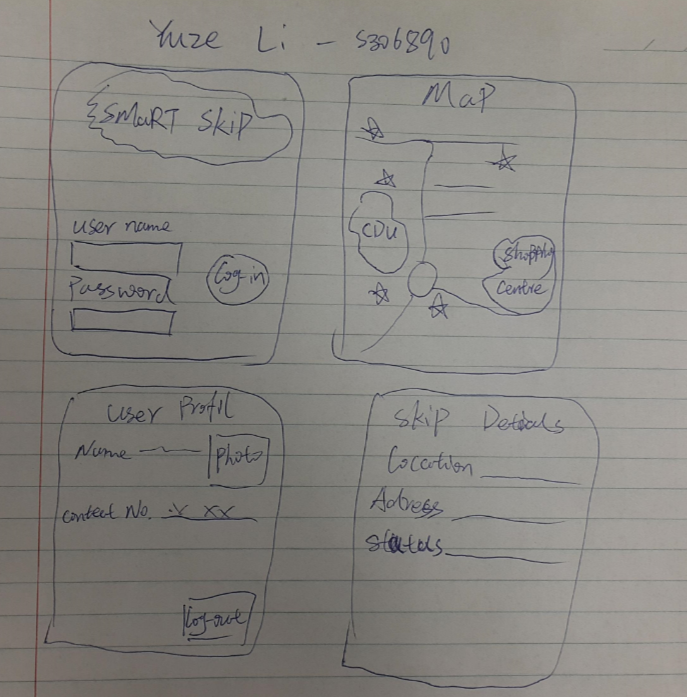 Yuze Li - S306890
SMaRT SKiP
user name
Password
Log-in
MaP
CDU
Shopping
Centre
User Profil
Name
Photo
contect No. x xx
Log-out
Skip Details
Location
Adress
Status